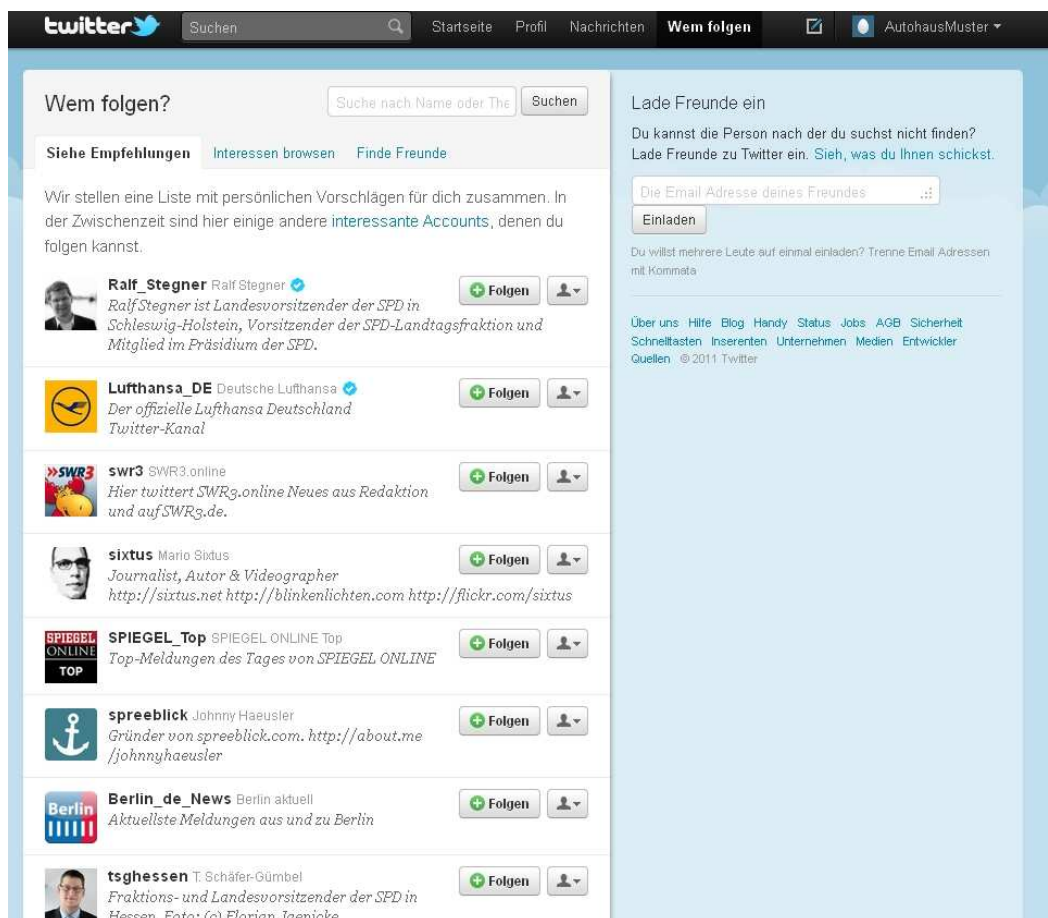 twitter Suchen Startseite Profil Nachrichten Wem folgen AutohausMuster
Wem folgen?
Suche nach Name oder The Suchen
Siehe Empfehlungen Interessen browsen Finde Freunde
Wir stellen eine Liste mit persönlichen Vorschlägen für dich zusammen. In
der Zwischenzeit sind hier einige andere interessante Accounts, denen du
folgen kannst.
Ralf_Stegner Ralf Stegner
Folgen
Ralf Stegner ist Landesvorsitzender der SPD in
Schleswig-Holstein, Vorsitzender der SPD-Landtagsfraktion und
Mitglied im Präsidium der SPD.
Lufthansa_DE Deutsche Lufthansa
Folgen
Der offizielle Lufthansa Deutschland
Twitter-Kanal
»SWR3
swr3 SWR3.online
Folgen
Hier twittert SWR3.online Neues aus Redaktion
und auf SWR3.de.
sixtus Mario Sixtus
Folgen
Journalist, Autor & Videographer
http://sixtus.net http://blinkenlichten.com http://flickr.com/sixtus
SPIEGEL
ONLINE
TOP
SPIEGEL_Top SPIEGEL ONLINE Top
Folgen
Top-Meldungen des Tages von SPIEGEL ONLINE
spreeblick Johnny Haeusler
Folgen
Gründer von spreeblick.com. http://about.me
/johnnyhaeusler
Berlin
Berlin_de_News Berlin aktuell
Folgen
Aktuellste Meldungen aus und zu Berlin
tsghessen T. Schäfer-Gümbel
Folgen
Fraktions- und Landesvorsitzender der SPD in
Hessen. Foto: (c) Florian Jaenicke
Lade Freunde ein
Du kannst die Person nach der du suchst nicht finden?
Lade Freunde zu Twitter ein. Sieh, was du Ihnen schickst.
Die Email Adresse deines Freundes
Einladen
Du willst mehrere Leute auf einmal einladen? Trenne Email Adressen
mit Kommata
Über uns Hilfe Blog Handy Status Jobs AGB Sicherheit
Schnelltasten Inserenten Unternehmen Medien Entwickler
Quellen © 2011 Twitter